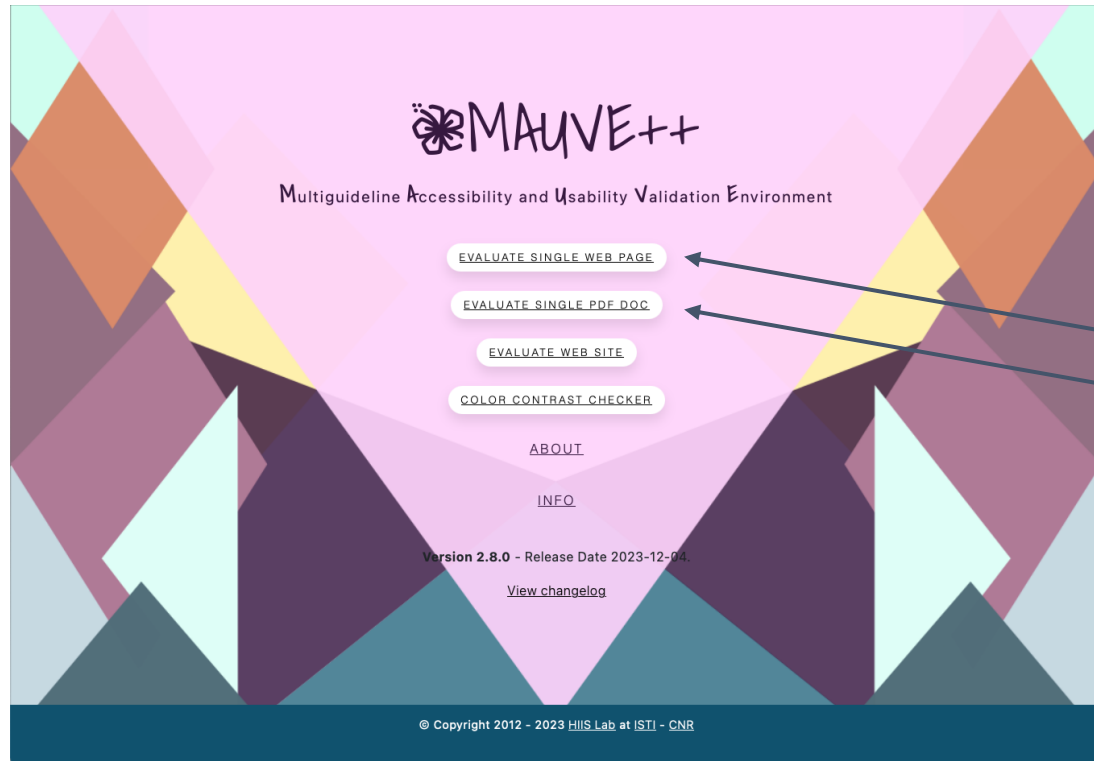 MAUVE++
Multiguideline Accessibility and Usability Validation Environment
EVALUATE SINGLE WEB PAGE
EVALUATE SINGLE PDF DOC
EVALUATE WEB SITE
COLOR CONTRAST CHECKER
ABOUT
INFO
Version 2.8.0 - Release Date 2023-12-04.
View changelog
© Copyright 2012 - 2023 HIIS Lab at ISTI - CNR